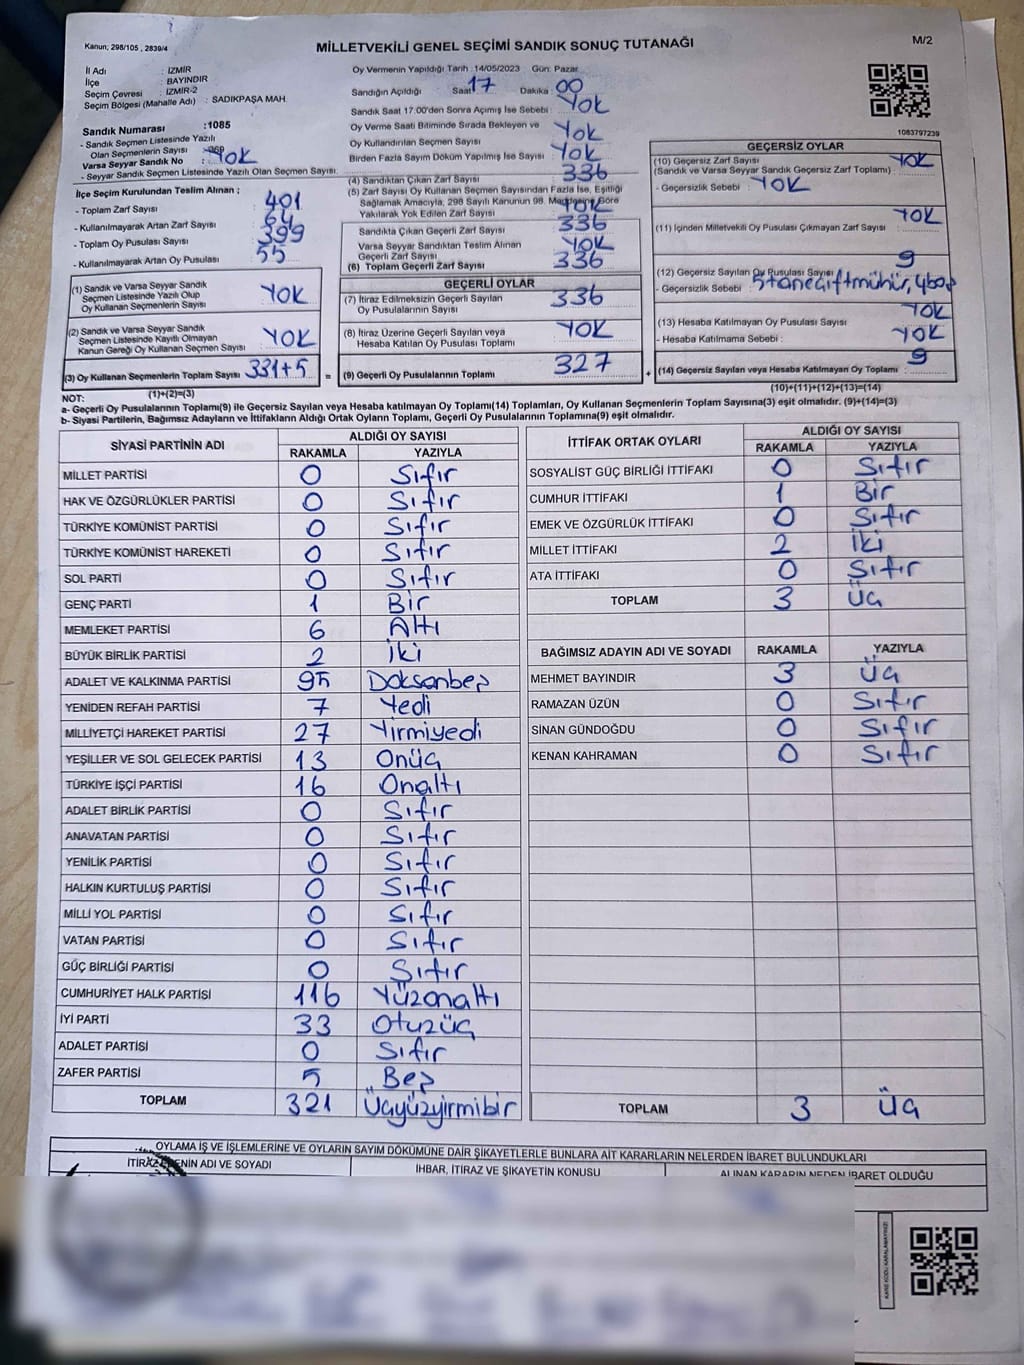 Kanun, 298/105 , 2839/4
MİLLETVEKİLİ GENEL SEÇİMİ SANDIK SONUÇ TUTANAĞI
M/2
İl Adı : İZMİR
İlçe : BAYINDIR
Seçim Çevresi : İZMİR-2
Seçim Bölgesi (Mahalle Adı) : SADIKPAŞA MAH.
Sandık Numarası :1085
- Sandık Seçmen Listesinde Yazılı
Olan Seçmenlerin Sayısı :
Varsa Seyyar Sandık No : YOK
- Seyyar Sandık Seçmen Listesinde Yazılı Olan Seçmen Sayısı:
İlçe Seçim Kurulundan Teslim Alınan ;
- Toplam Zarf Sayısı 401
- Kullanılmayarak Artan Zarf Sayısı 64
- Toplam Oy Pusulası Sayısı 399
- Kullanılmayarak Artan Oy Pusulası 55
(1) Sandık ve Varsa Seyyar Sandık
Seçmen Listesinde Yazılı Olup YOK
Oy Kullanan Seçmenlerin Sayısı
(2) Sandık ve Varsa Seyyar Sandık
Seçmen Listesinde Kayıtlı Olmayan YOK
Kanun Gereği Oy Kullanan Seçmen Sayısı
(3) Oy Kullanan Seçmenlerin Toplam Sayısı 331+5 =
(1)+(2)=(3)
Oy Vermenin Yapıldığı Tarih :14/05/2023 Gün: Pazar
Sandığın Açıldığı Saat 17 Dakika 00
Sandık Saat 17:00'den Sonra Açımış İse Sebebi : YOK
Oy Verme Saati Bitiminde Sırada Bekleyen ve
Oy Kullandırılan Seçmen Sayısı YOK
Birden Fazla Sayım Döküm Yapılmış İse Sayısı YOK
(4) Sandıktan Çıkan Zarf Sayısı 336
(5) Zarf Sayısı Oy Kullanan Seçmen Sayısından Fazla İse, Eşitliği
Sağlamak Amacıyla, 298 Sayılı Kanunun 98. Maddesine Göre
Yakılarak Yok Edilen Zarf Sayısı YOK
Sandıkta Çıkan Geçerli Zarf Sayısı 336
Varsa Seyyar Sandıktan Teslim Alınan
Geçerli Zarf Sayısı YOK
(6) Toplam Geçerli Zarf Sayısı 336
GEÇERLİ OYLAR
(7) İtiraz Edilmeksizin Geçerli Sayılan
Oy Pusulalarının Sayısı 336
(8) İtiraz Üzerine Geçerli Sayılan veya
Hesaba Katılan Oy Pusulası Toplamı YOK
(9) Geçerli Oy Pusulalarının Toplamı 327 +
1083797239
GEÇERSİZ OYLAR
(10) Geçersiz Zarf Sayısı YOK
(Sandık ve Varsa Seyyar Sandık Geçersiz Zarf Toplamı) :
- Geçersizlik Sebebi : YOK
(11) İçinden Milletvekili Oy Pusulası Çıkmayan Zarf Sayısı YOK
(12) Geçersiz Sayılan Oy Pusulası Sayısı 9
- Geçersizlik Sebebi : 5tane çift mühür, 4boş
(13) Hesaba Katılmayan Oy Pusulası Sayısı YOK
- Hesaba Katılmama Sebebi : YOK
(14) Geçersiz Sayılan veya Hesaba Katılmayan Oy Toplamı : 9
(10)+(11)+(12)+(13)=(14)
NOT:
a- Geçerli Oy Pusulalarının Toplamı(9) ile Geçersiz Sayılan veya Hesaba katılmayan Oy Toplamı(14) Toplamları, Oy Kullanan Seçmenlerin Toplam Sayısına(3) eşit olmalıdır. (9)+(14)=(3)
b- Siyasi Partilerin, Bağımsız Adayların ve İttifakların Aldığı Ortak Oyların Toplamı, Geçerli Oy Pusulalarının Toplamına(9) eşit olmalıdır.
SİYASİ PARTİNİN ADI ALDIĞI OY SAYISI
RAKAMLA YAZIYLA
MİLLET PARTİSİ 0 Sıfır
HAK VE ÖZGÜRLÜKLER PARTİSİ 0 Sıfır
TÜRKİYE KOMÜNİST PARTİSİ 0 Sıfır
TÜRKİYE KOMÜNİST HAREKETİ 0 Sıfır
SOL PARTİ 0 Sıfır
GENÇ PARTİ 1 Bir
MEMLEKET PARTİSİ 6 Altı
BÜYÜK BİRLİK PARTİSİ 2 İki
ADALET VE KALKINMA PARTİSİ 95 Doksanbeş
YENİDEN REFAH PARTİSİ 7 Yedi
MİLLİYETÇİ HAREKET PARTİSİ 27 Yirmiyedi
YEŞİLLER VE SOL GELECEK PARTİSİ 13 Onüç
TÜRKİYE İŞÇİ PARTİSİ 16 Onaltı
ADALET BİRLİK PARTİSİ 0 Sıfır
ANAVATAN PARTİSİ 0 Sıfır
YENİLİK PARTİSİ 0 Sıfır
HALKIN KURTULUŞ PARTİSİ 0 Sıfır
MİLLİ YOL PARTİSİ 0 Sıfır
VATAN PARTİSİ 0 Sıfır
GÜÇ BİRLİĞİ PARTİSİ 0 Sıfır
CUMHURİYET HALK PARTİSİ 116 Yüzonaltı
İYİ PARTİ 33 Otuzüç
ADALET PARTİSİ 0 Sıfır
ZAFER PARTİSİ 5 Beş
TOPLAM 321 Üçyüzyirmibir
İTTİFAK ORTAK OYLARI ALDIĞI OY SAYISI
RAKAMLA YAZIYLA
SOSYALİST GÜÇ BİRLİĞİ İTTİFAKI 0 Sıfır
CUMHUR İTTİFAKI 1 Bir
EMEK VE ÖZGÜRLÜK İTTİFAKI 0 Sıfır
MİLLET İTTİFAKI 2 İki
ATA İTTİFAKI 0 Sıfır
TOPLAM 3 Üç
BAĞIMSIZ ADAYIN ADI VE SOYADI RAKAMLA YAZIYLA
MEHMET BAYINDIR 3 Üç
RAMAZAN ÜZÜN 0 Sıfır
SİNAN GÜNDOĞDU 0 Sıfır
KENAN KAHRAMAN 0 Sıfır
TOPLAM 3 Üç
OYLAMA İŞ VE İŞLEMLERİNE VE OYLARIN SAYIM DÖKÜMÜNE DAİR ŞİKAYETLERLE BUNLARA AİT KARARLARIN NELERDEN İBARET BULUNDUKLARI
İTİRAZ EDENİN ADI VE SOYADI İHBAR, İTİRAZ VE ŞİKAYETİN KONUSU ALINAN KARARIN NEDEN İBARET OLDUĞU
KARE KODU KARALAMAYINIZ!